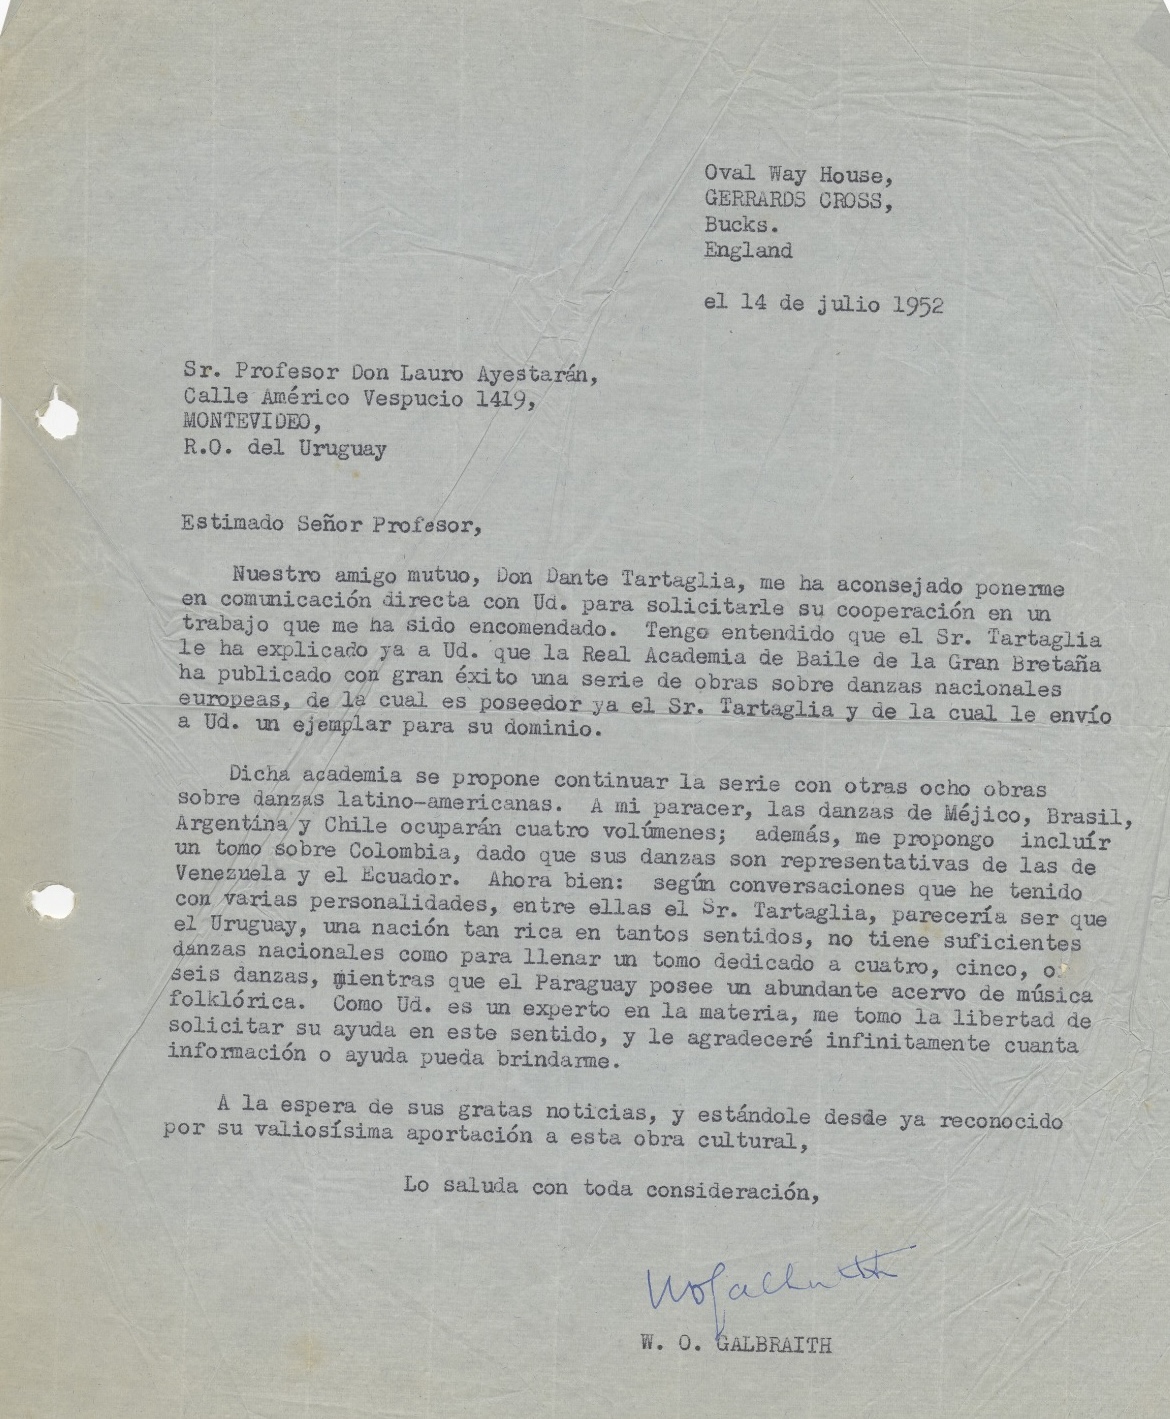 Oval Way House,
GERRARDS CROSS,
Bucks.
England
el 14 de julio 1952
Sr. Profesor Don Lauro Ayestarán,
Calle Américo Vespucio 1419,
MONTEVIDEO,
R.O. del Uruguay
Estimado Señor Profesor,
Nuestro amigo mutuo, Don Dante Tartaglia, me ha aconsejado ponerme
en comunicación directa con Ud. para solicitarle su cooperación en un
trabajo que me ha sido encomendado. Tengo entendido que el Sr. Tartaglia
le ha explicado ya a Ud. que la Real Academia de Baile de la Gran Bretaña
ha publicado con gran éxito una serie de obras sobre danzas nacionales
europeas, de la cual es poseedor ya el Sr. Tartaglia y de la cual le envío
a Ud. un ejemplar para su dominio.
Dicha academia se propone continuar la serie con otras ocho obras
sobre danzas latino-americanas. A mi paracer, las danzas de Méjico, Brasil,
Argentina y Chile ocuparán cuatro volúmenes; además, me propongo incluír
un tomo sobre Colombia, dado que sus danzas son representativas de las de
Venezuela y el Ecuador. Ahora bien: según conversaciones que he tenido
con varias personalidades, entre ellas el Sr. Tartaglia, parecería ser que
el Uruguay, una nación tan rica en tantos sentidos, no tiene suficientes
danzas nacionales como para llenar un tomo dedicado a cuatro, cinco, o
seis danzas, mientras que el Paraguay posee un abundante acervo de música
folklórica. Como Ud. es un experto en la materia, me tomo la libertad de
solicitar su ayuda en este sentido, y le agradeceré infinitamente cuanta
información o ayuda pueda brindarme.
A la espera de sus gratas noticias, y estándole desde ya reconocido
por su valiosísima aportación a esta obra cultural,
Lo saluda con toda consideración,
WOGalbraith
W. O. GALBRAITH